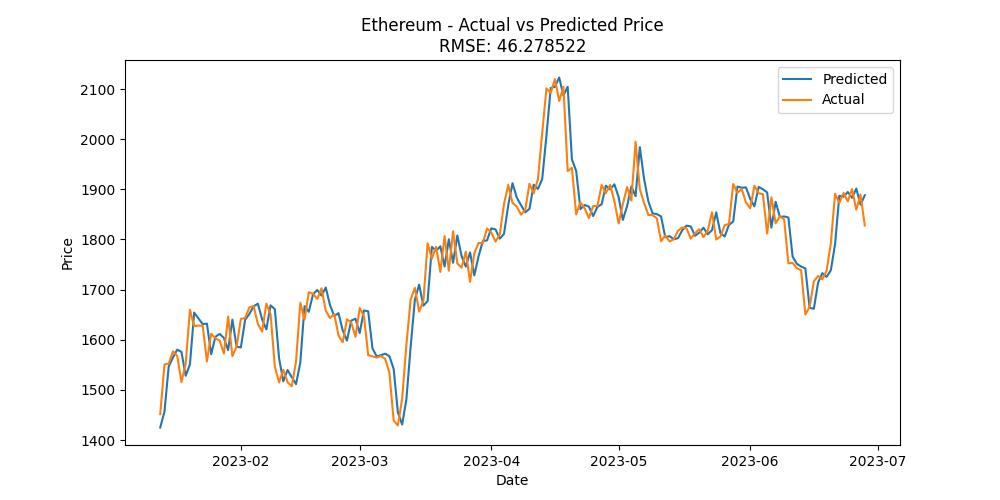 Ethereum - Actual vs Predicted Price
RMSE: 46.278522
Predicted
Actual
Price
2100
2000
1900
1800
1700
1600
1500
1400
2023-02
2023-03
2023-04
2023-05
2023-06
2023-07
Date